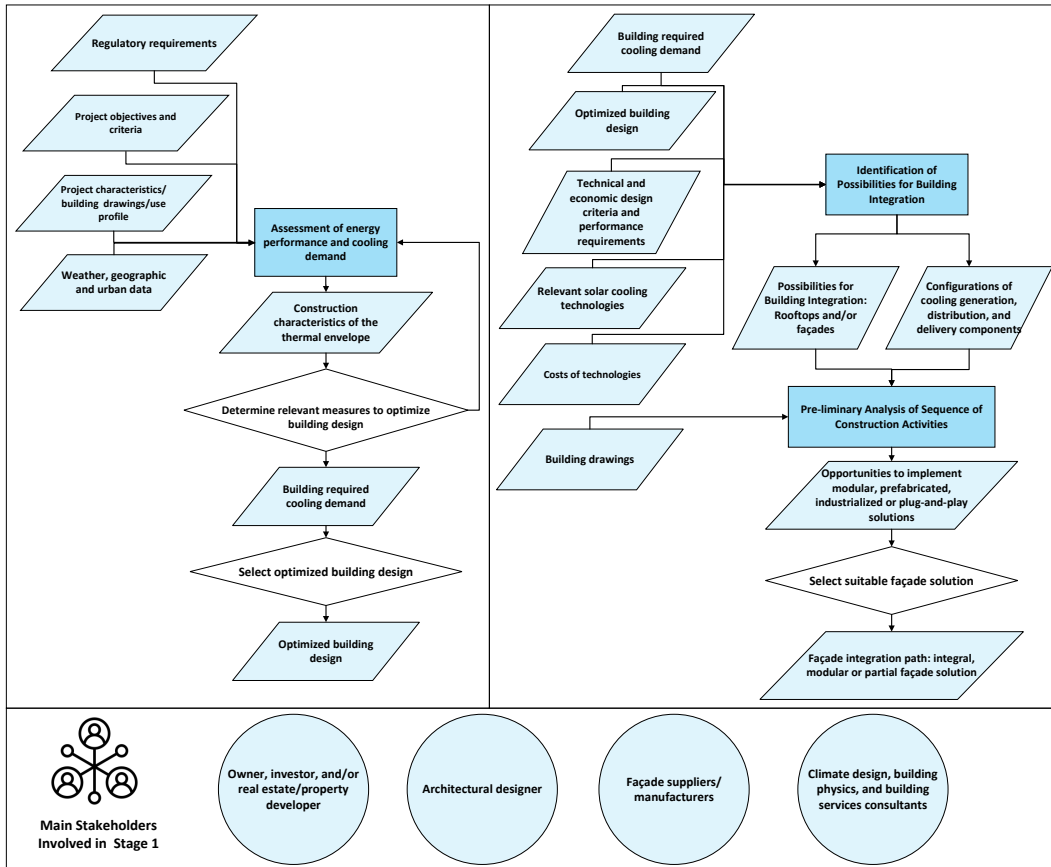 Regulatory requirements
Project objectives and
criteria
Project characteristics/
building drawings/use
profile
Weather, geographic
and urban data
Assessment of energy
performance and cooling
demand
Construction
characteristics of the
thermal envelope
Determine relevant measures to optimize
building design
Building required
cooling demand
Select optimized building design
Optimized building
design
Building required
cooling demand
Optimized building
design
Technical and
economic design
criteria and
performance
requirements
Relevant solar cooling
technologies
Costs of technologies
Building drawings
Identification of
Possibilities for Building
Integration
Possibilities for
Building Integration:
Rooftops and/or
façades
Configurations of
cooling generation,
distribution, and
delivery components
Pre-liminary Analysis of Sequence of
Construction Activities
Opportunities to implement
modular, prefabricated,
industrialized or plug-and-play
solutions
Select suitable façade solution
Façade integration path: integral,
modular or partial façade solution
Main Stakeholders
Involved in Stage 1
Owner, investor, and/or
real estate/property
developer
Architectural designer
Façade suppliers/
manufacturers
Climate design, building
physics, and building
services consultants